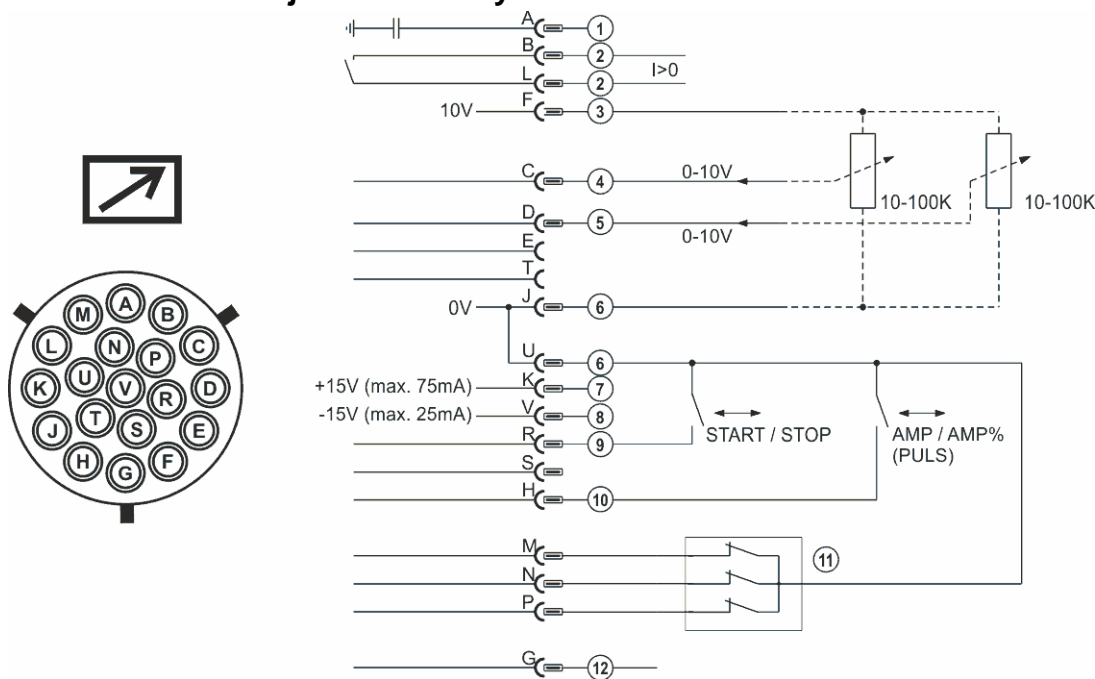 A
1
B
2
L
2
I>0
10V
F
3
C
4
0-10V
10-100K
10-100K
D
5
0-10V
E
T
0V
J
6
U
6
+15V (max. 75mA)
K
7
-15V (max. 25mA)
V
8
START / STOP
AMP / AMP%
(PULS)
R
9
S
H
10
M
11
N
P
G
12
A
M
B
L
N
P
C
K
U
V
R
D
J
T
S
E
H
G
F